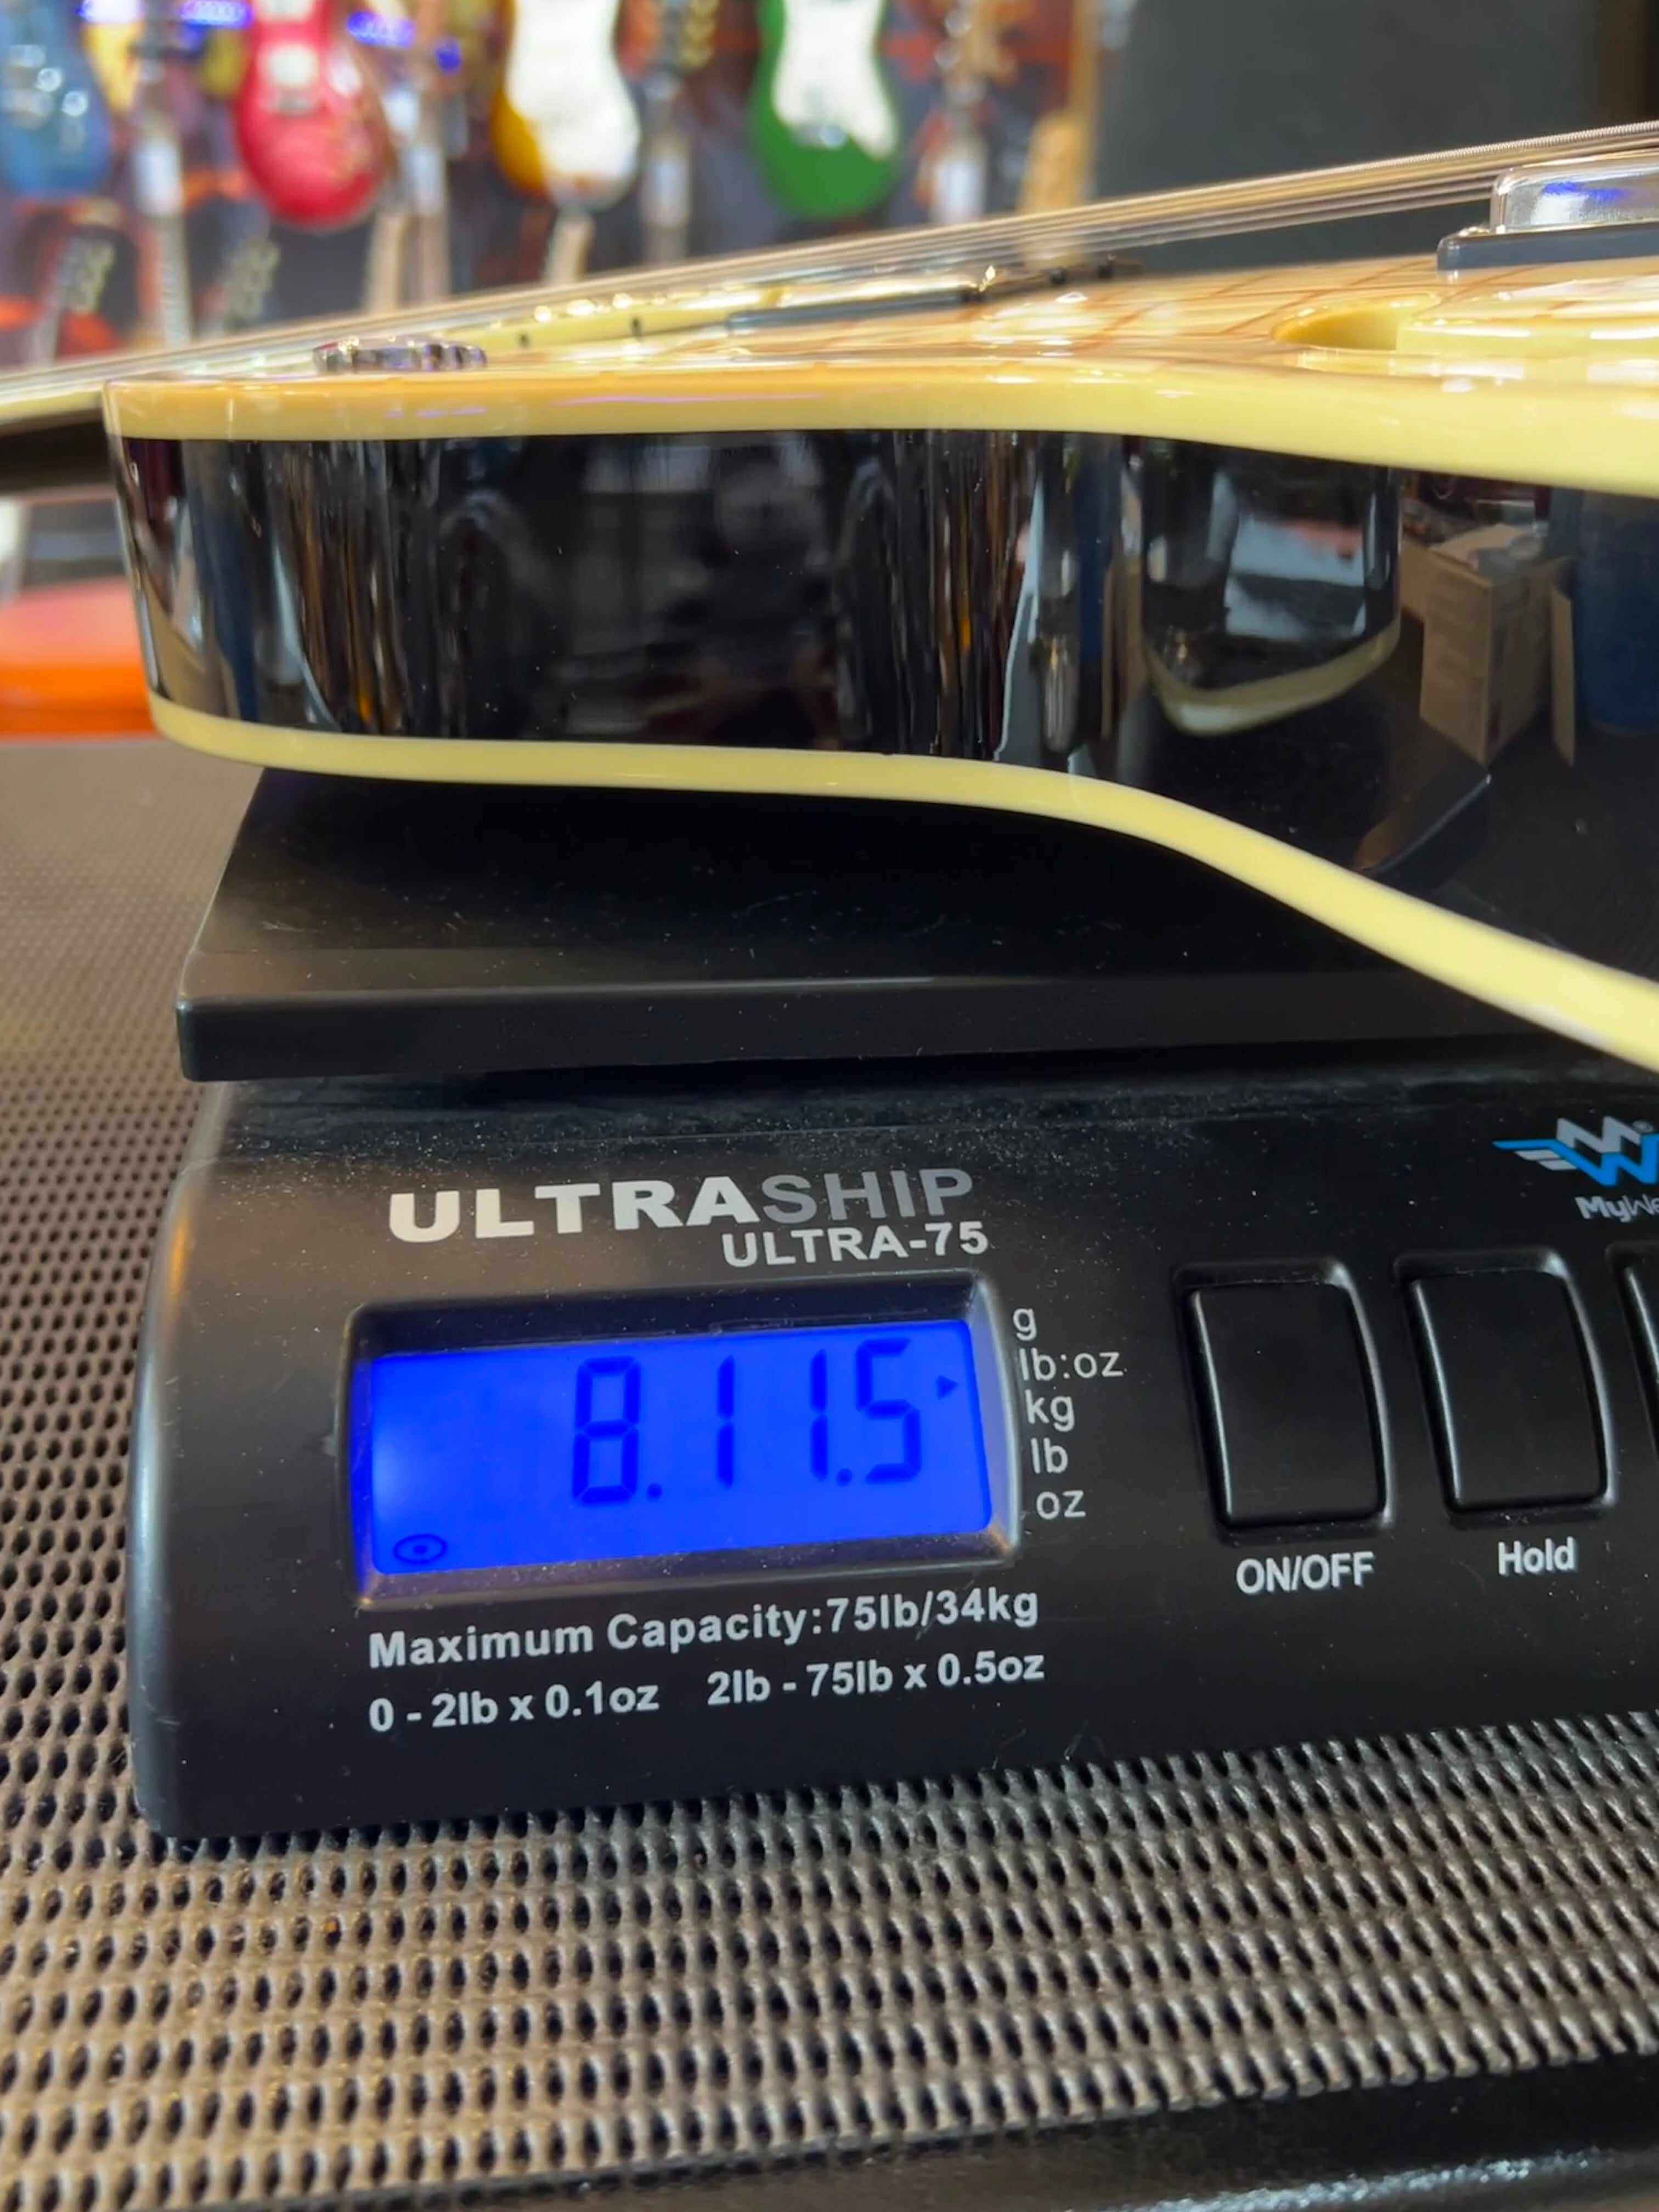 ULTRASHIP
ULTRA-75
8.11.5
g
lb:oz
kg
lb
oz
ON/OFF
Hold
Maximum Capacity:75lb/34kg
0 - 2lb x 0.1oz 2lb - 75lb x 0.5oz